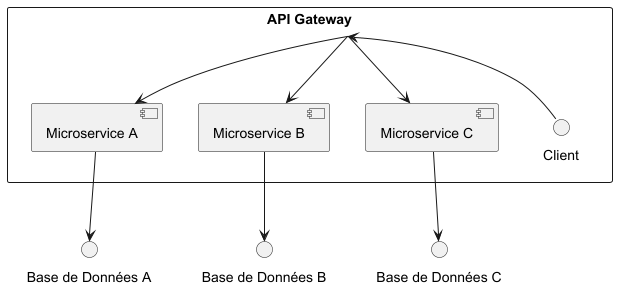 API Gateway
Microservice A
Microservice B
Microservice C
Client
Base de Données A
Base de Données B
Base de Données C